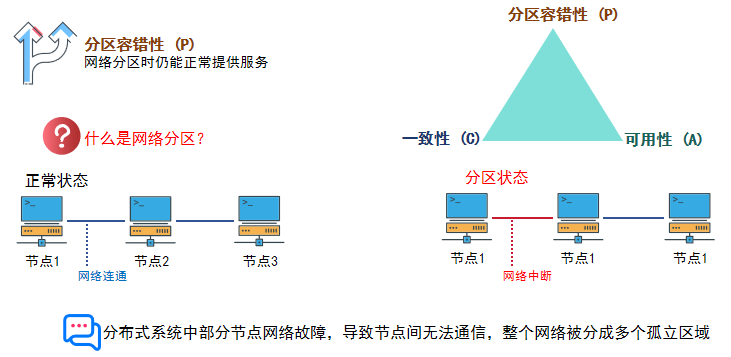 分区容错性 (P)
网络分区时仍能正常提供服务
什么是网络分区？
分区容错性 (P)
一致性 (C)
可用性 (A)
正常状态
>_
>_
>_
节点1
节点2
节点3
网络连通
分区状态
>_
>_
>_
节点1
节点1
节点1
网络中断
分布式系统中部分节点网络故障，导致节点间无法通信，整个网络被分成多个孤立区域